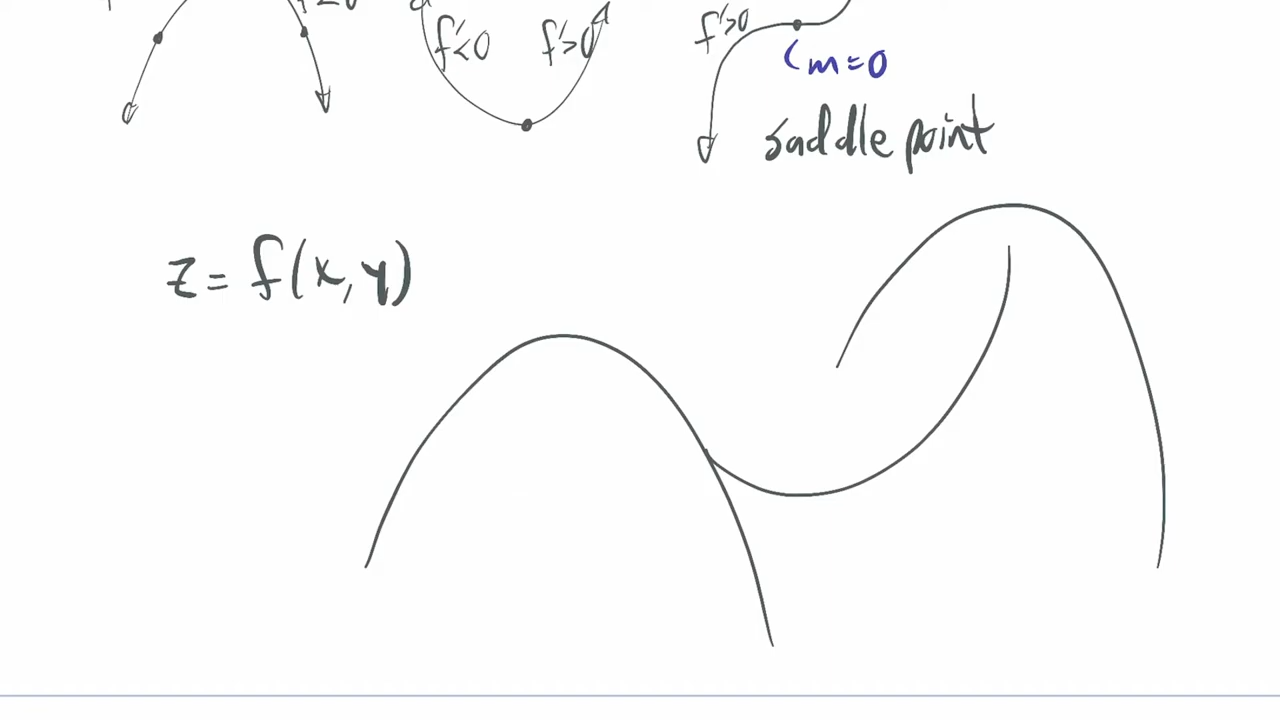 f'<0 f'>0 f'>0
m=0
saddle point
z = f(x,y)